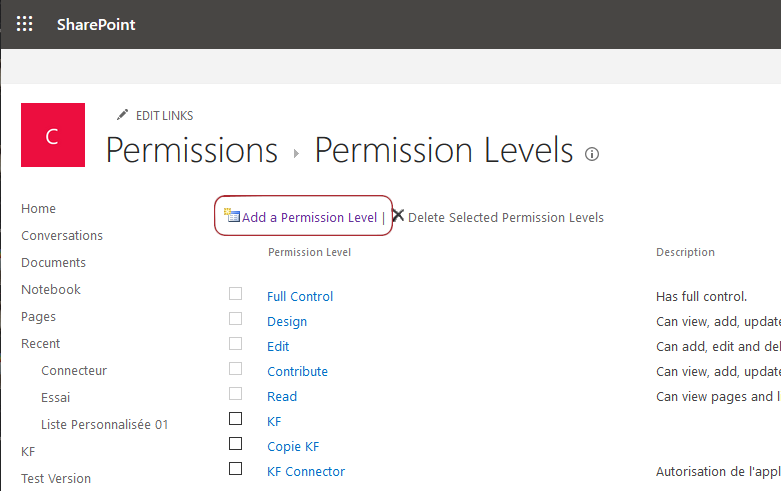 SharePoint
C
EDIT LINKS
Permissions ▸ Permission Levels
Home
Conversations
Documents
Notebook
Pages
Recent
Connecteur
Essai
Liste Personnalisée 01
KF
Test Version
Add a Permission Level | Delete Selected Permission Levels
Permission Level Description
Full Control Has full control.
Design Can view, add, update
Edit Can add, edit and del
Contribute Can view, add, update
Read Can view pages and l
KF
Copie KF
KF Connector Autorisation de l'appl